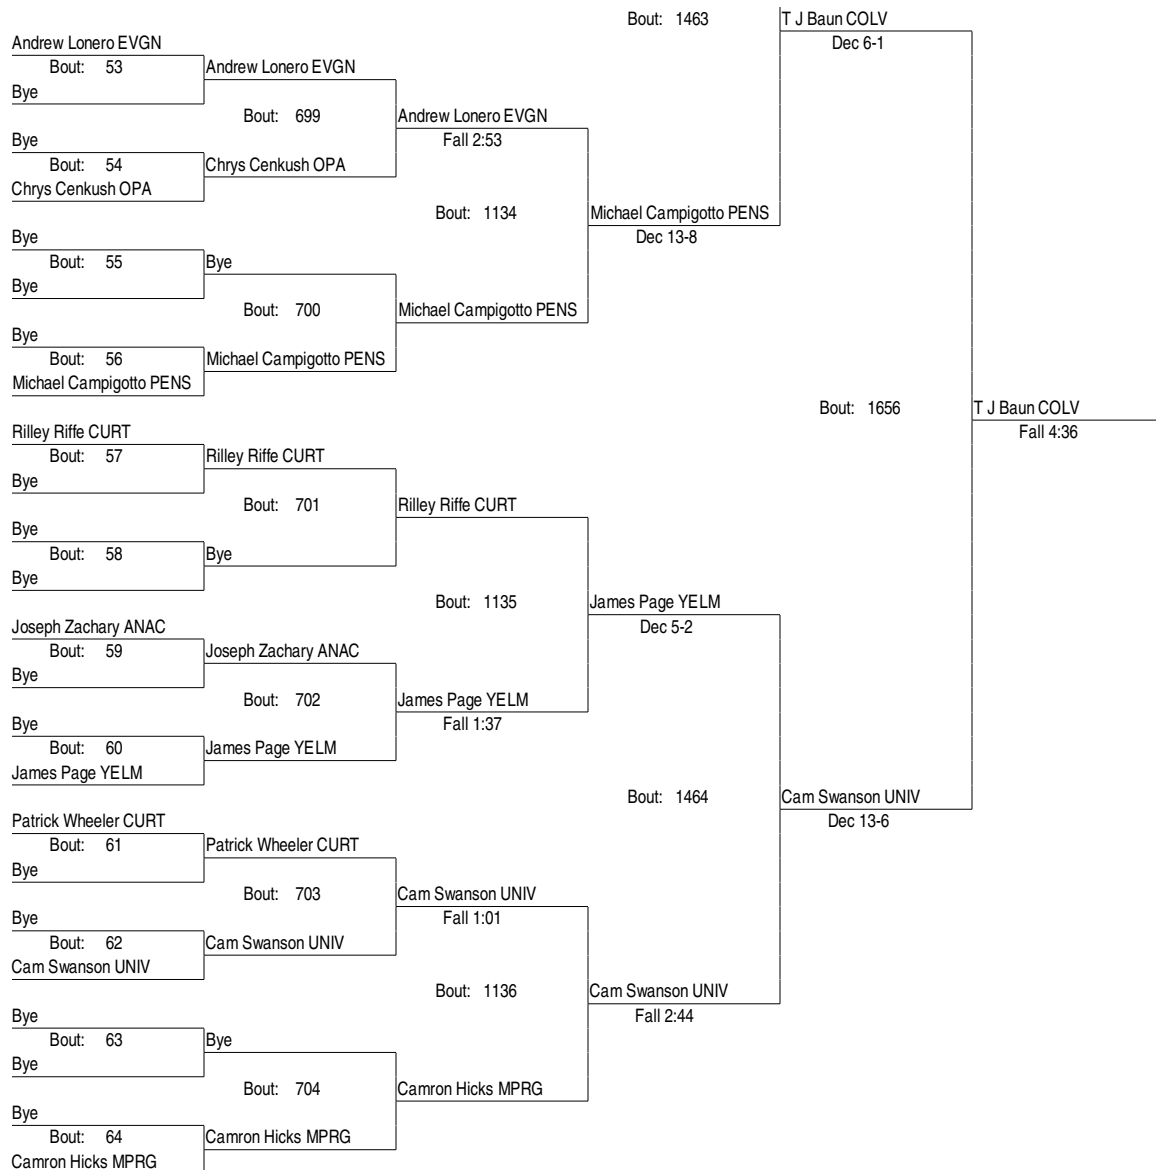 Bout: 1463
T J Baun COLV
Dec 6-1
Andrew Lonero EVGN
Bout: 53
Andrew Lonero EVGN
Bye
Bout: 699
Andrew Lonero EVGN
Fall 2:53
Bye
Bout: 54
Chrys Cenkush OPA
Chrys Cenkush OPA
Bout: 1134
Michael Campigotto PENS
Dec 13-8
Bye
Bout: 55
Bye
Bye
Bout: 700
Michael Campigotto PENS
Bye
Bout: 56
Michael Campigotto PENS
Michael Campigotto PENS
Bout: 1656
T J Baun COLV
Fall 4:36
Rilley Riffe CURT
Bout: 57
Rilley Riffe CURT
Bye
Bout: 701
Rilley Riffe CURT
Bye
Bout: 58
Bye
Bye
Bout: 1135
James Page YELM
Dec 5-2
Joseph Zachary ANAC
Bout: 59
Joseph Zachary ANAC
Bye
Bout: 702
James Page YELM
Fall 1:37
Bye
Bout: 60
James Page YELM
James Page YELM
Bout: 1464
Cam Swanson UNIV
Dec 13-6
Patrick Wheeler CURT
Bout: 61
Patrick Wheeler CURT
Bye
Bout: 703
Cam Swanson UNIV
Fall 1:01
Bye
Bout: 62
Cam Swanson UNIV
Cam Swanson UNIV
Bout: 1136
Cam Swanson UNIV
Fall 2:44
Bye
Bout: 63
Bye
Bye
Bout: 704
Camron Hicks MPRG
Bye
Bout: 64
Camron Hicks MPRG
Camron Hicks MPRG